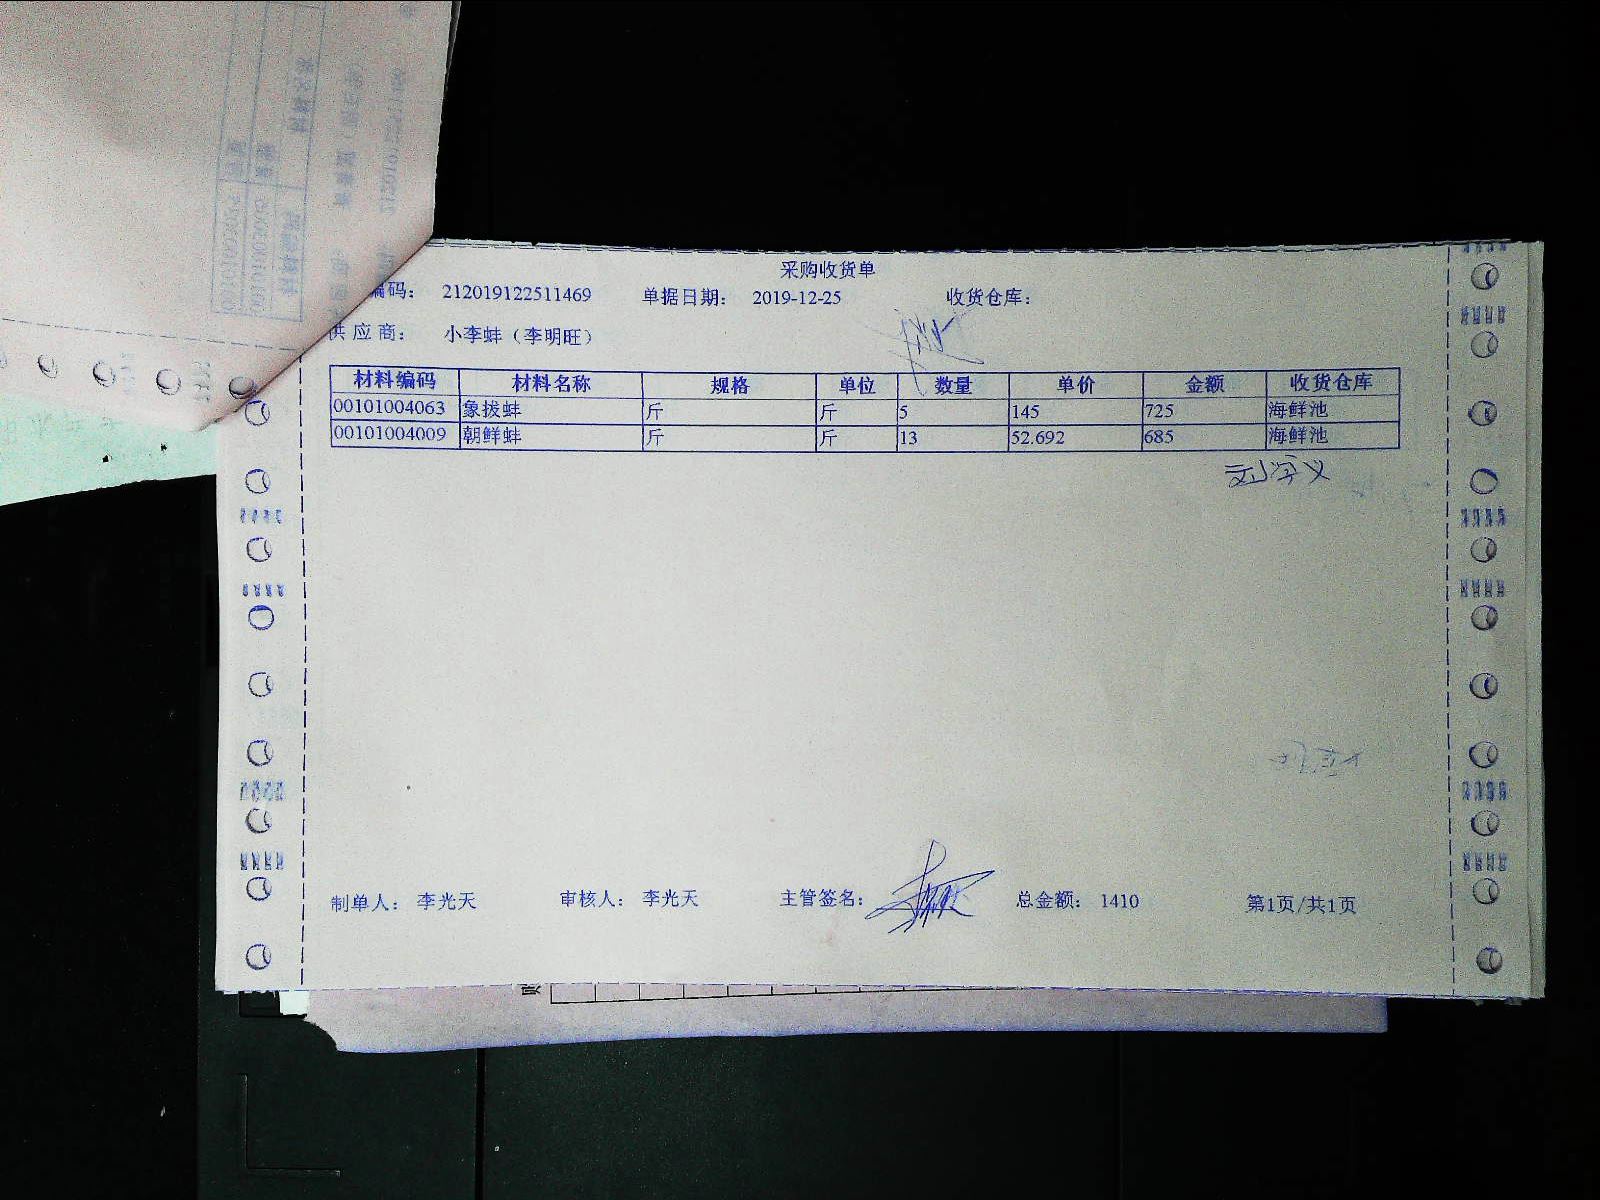 采购收货单
编码： 212019122511469 单据日期： 2019-12-25 收货仓库：
供应商： 小李蚌（李明旺）
材料编码 材料名称 规格 单位 数量 单价 金额 收货仓库
00101004063 象拔蚌 斤 斤 5 145 725 海鲜池
00101004009 朝鲜蚌 斤 斤 13 52.692 685 海鲜池
制单人： 李光天 审核人： 李光天 主管签名： 总金额： 1410 第1页/共1页